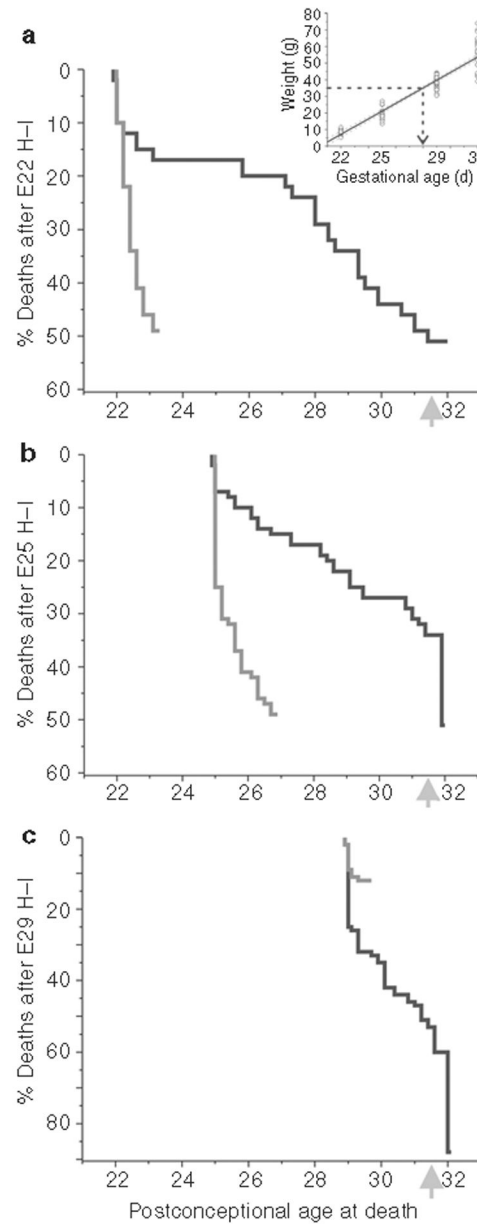 a
80
70
60
50
40
30
20
10
0
Weight (g)
22 25 29
Gestational age (d)
0
10
20
30
40
50
60
% Deaths after E22 H–I
22 24 26 28 30 32
b
0
10
20
30
40
50
60
% Deaths after E25 H–I
22 24 26 28 30 32
c
0
20
40
60
80
% Deaths after E29 H–I
22 24 26 28 30 32
Postconceptional age at death